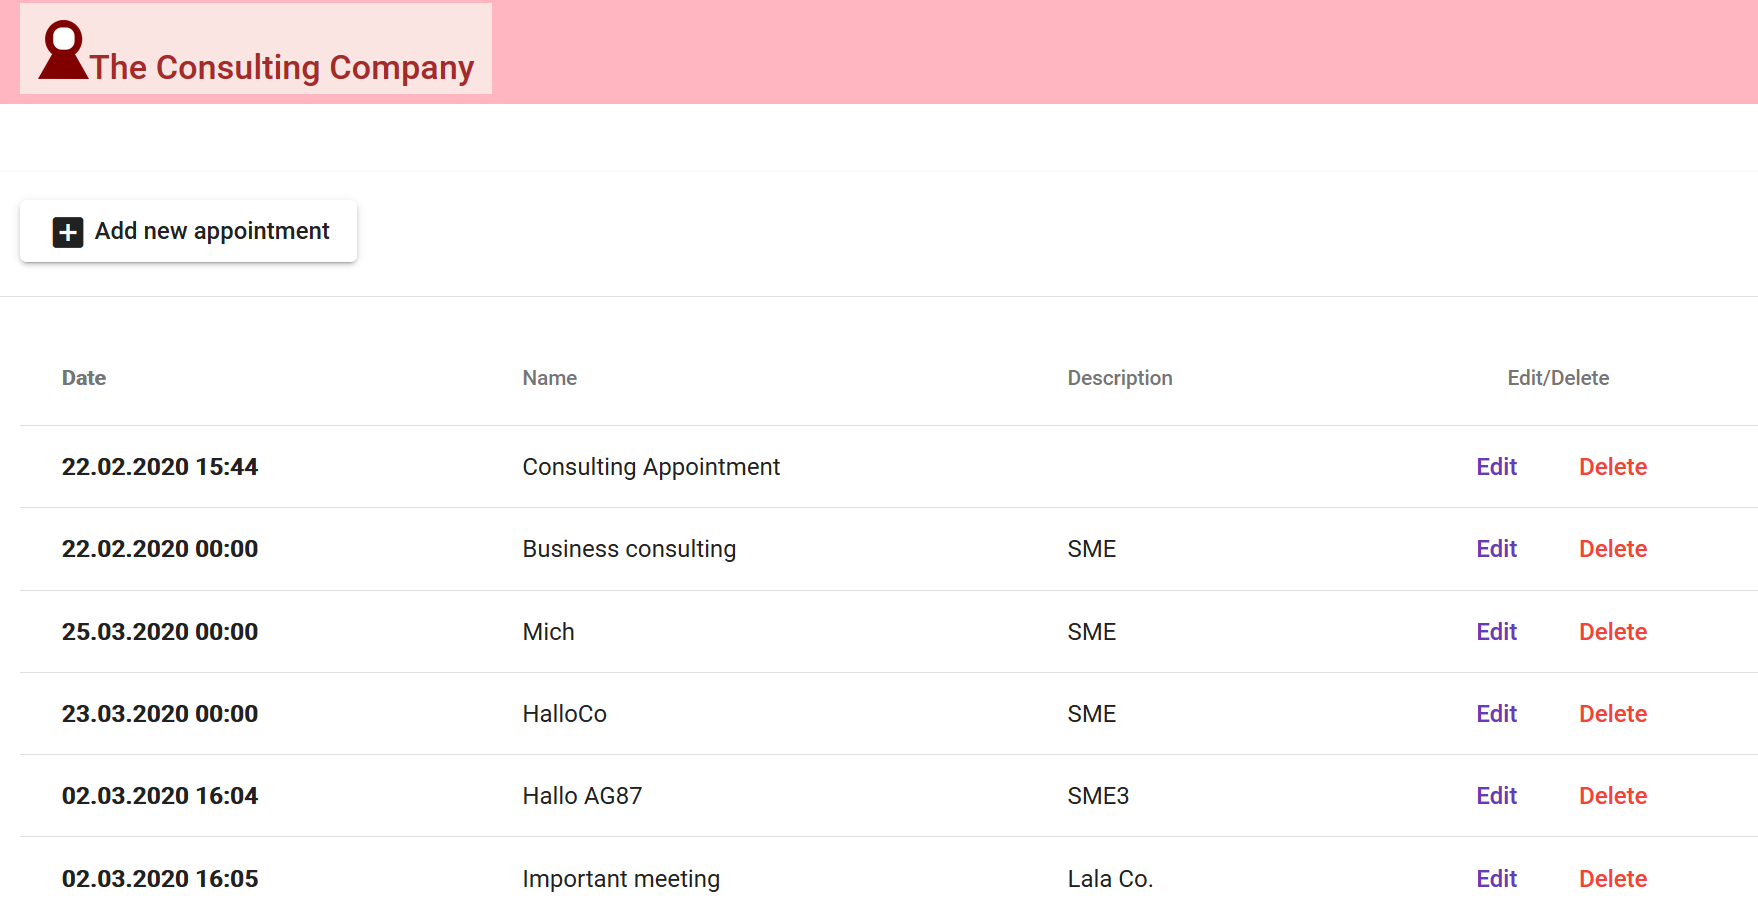 The Consulting Company
Add new appointment
Date Name Description Edit/Delete
22.02.2020 15:44 Consulting Appointment Edit Delete
22.02.2020 00:00 Business consulting SME Edit Delete
25.03.2020 00:00 Mich SME Edit Delete
23.03.2020 00:00 HalloCo SME Edit Delete
02.03.2020 16:04 Hallo AG87 SME3 Edit Delete
02.03.2020 16:05 Important meeting Lala Co. Edit Delete